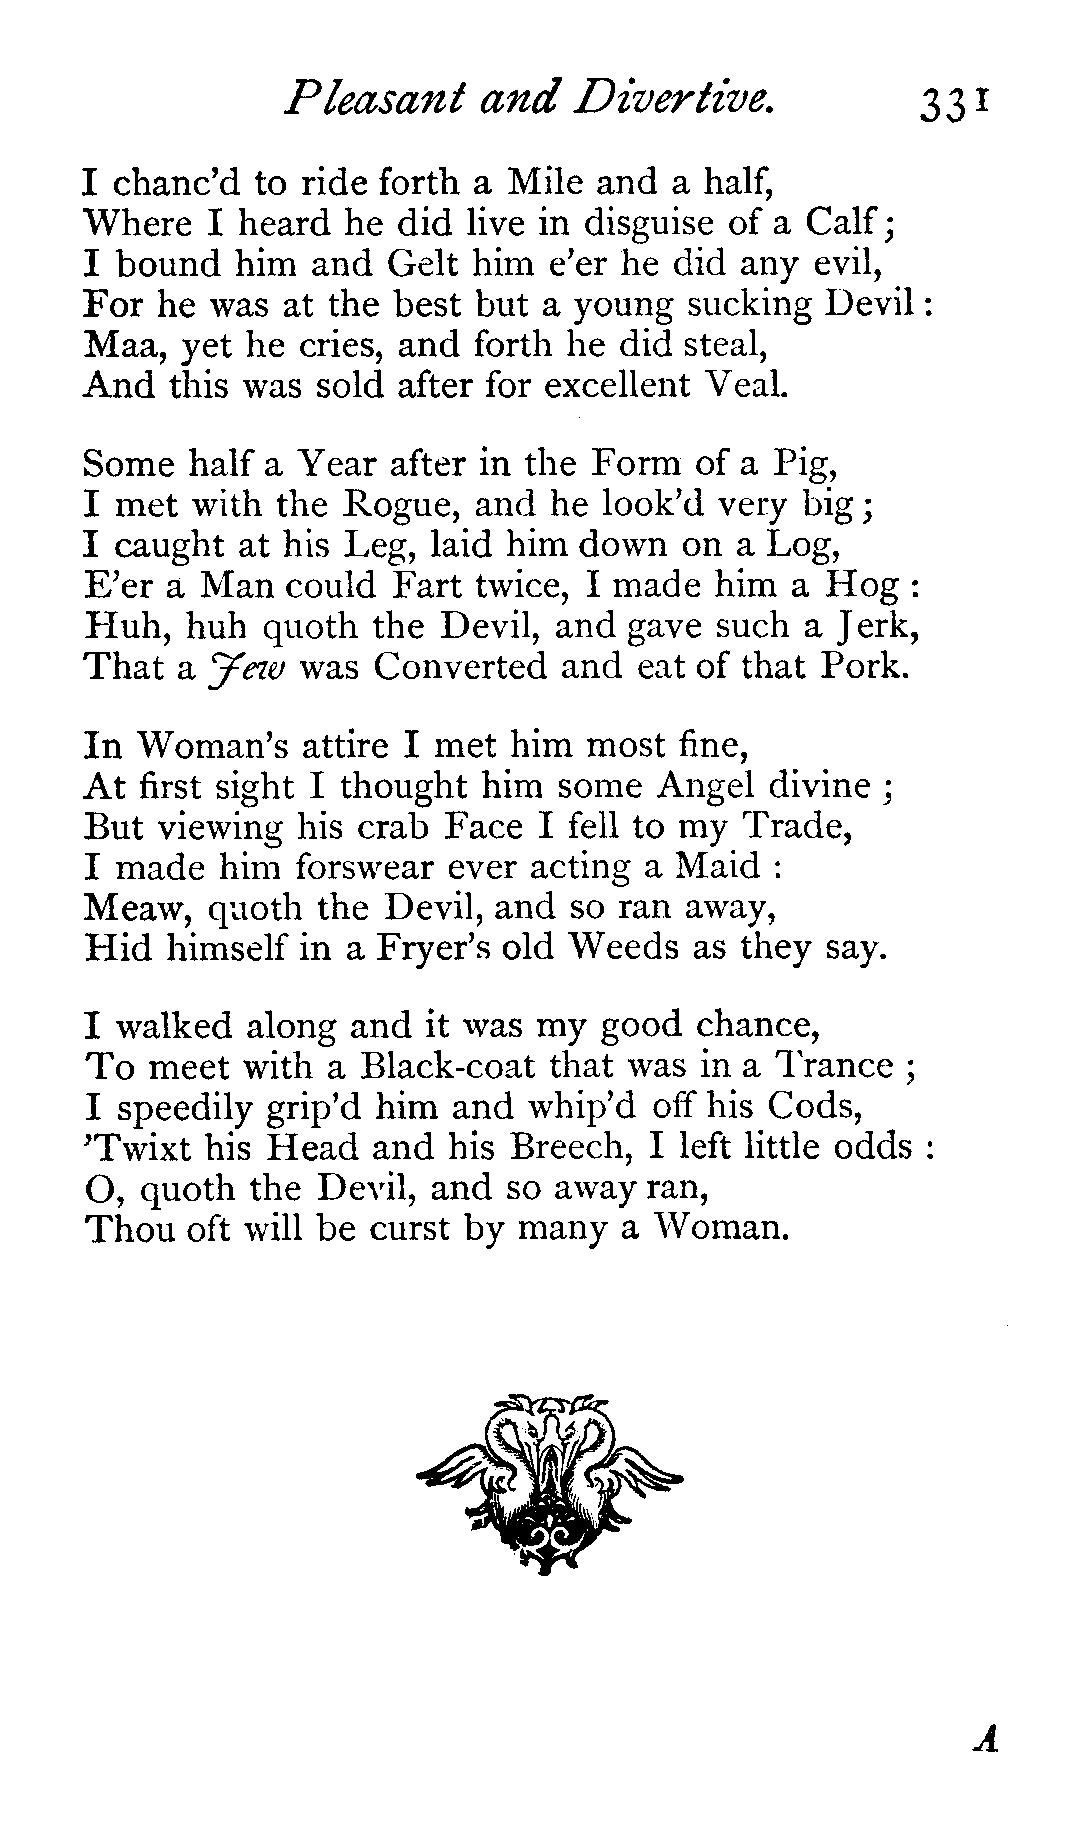 Pleasant and Divertive. 331
I chanc'd to ride forth a Mile and a half,
Where I heard he did live in disguise of a Calf;
I bound him and Gelt him e'er he did any evil,
For he was at the best but a young sucking Devil :
Maa, yet he cries, and forth he did steal,
And this was sold after for excellent Veal.

Some half a Year after in the Form of a Pig,
I met with the Rogue, and he look'd very big;
I caught at his Leg, laid him down on a Log,
E'er a Man could Fart twice, I made him a Hog :
Huh, huh quoth the Devil, and gave such a Jerk,
That a Jew was Converted and eat of that Pork.

In Woman's attire I met him most fine,
At first sight I thought him some Angel divine ;
But viewing his crab Face I fell to my Trade,
I made him forswear ever acting a Maid :
Meaw, quoth the Devil, and so ran away,
Hid himself in a Fryer's old Weeds as they say.

I walked along and it was my good chance,
To meet with a Black-coat that was in a Trance ;
I speedily grip'd him and whip'd off his Cods,
'Twixt his Head and his Breech, I left little odds :
O, quoth the Devil, and so away ran,
Thou oft will be curst by many a Woman.

A